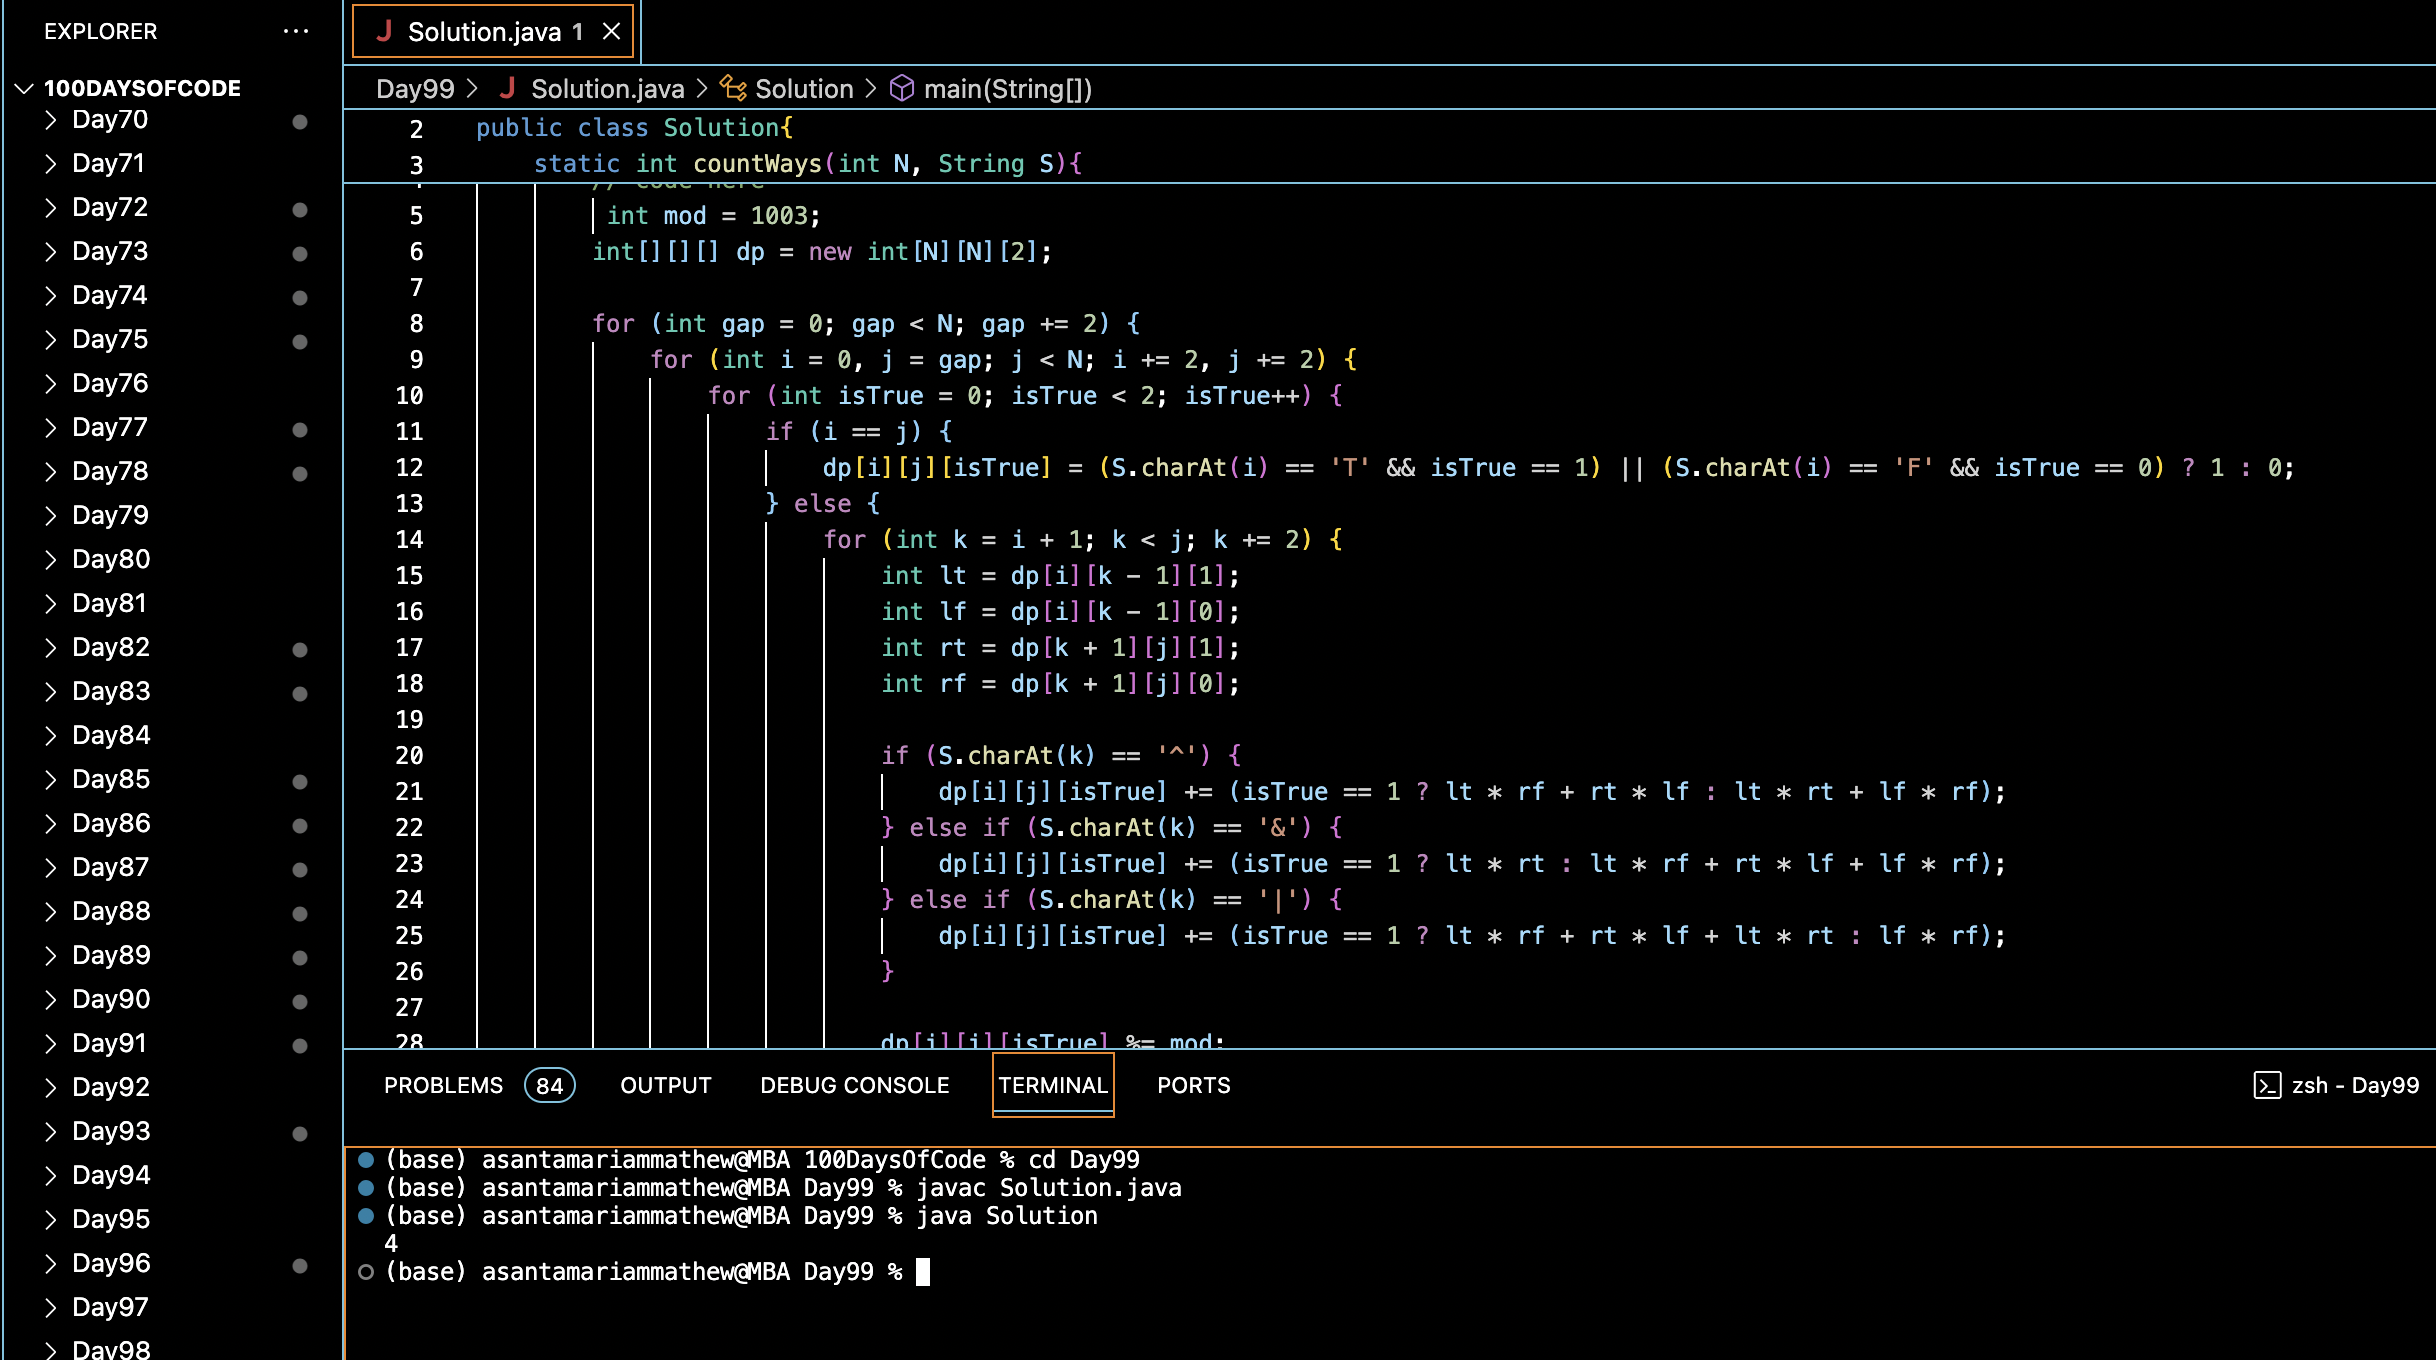 EXPLORER ...
100DAYSOFCODE
Day70
Day71
Day72
Day73
Day74
Day75
Day76
Day77
Day78
Day79
Day80
Day81
Day82
Day83
Day84
Day85
Day86
Day87
Day88
Day89
Day90
Day91
Day92
Day93
Day94
Day95
Day96
Day97
Day98
J Solution.java 1
Day99 > J Solution.java > Solution > main(String[])
2 public class Solution{
3 static int countWays(int N, String S){
// code here
5 int mod = 1003;
6 int[][][] dp = new int[N][N][2];
7
8 for (int gap = 0; gap < N; gap += 2) {
9 for (int i = 0, j = gap; j < N; i += 2, j += 2) {
10 for (int isTrue = 0; isTrue < 2; isTrue++) {
11 if (i == j) {
12 dp[i][j][isTrue] = (S.charAt(i) == 'T' && isTrue == 1) || (S.charAt(i) == 'F' && isTrue == 0) ? 1 : 0;
13 } else {
14 for (int k = i + 1; k < j; k += 2) {
15 int lt = dp[i][k - 1][1];
16 int lf = dp[i][k - 1][0];
17 int rt = dp[k + 1][j][1];
18 int rf = dp[k + 1][j][0];
19
20 if (S.charAt(k) == '^') {
21 dp[i][j][isTrue] += (isTrue == 1 ? lt * rf + rt * lf : lt * rt + lf * rf);
22 } else if (S.charAt(k) == '&') {
23 dp[i][j][isTrue] += (isTrue == 1 ? lt * rt : lt * rf + rt * lf + lf * rf);
24 } else if (S.charAt(k) == '|') {
25 dp[i][j][isTrue] += (isTrue == 1 ? lt * rf + rt * lf + lt * rt : lf * rf);
26 }
27
28 dp[i][j][isTrue] %= mod;
PROBLEMS 84 OUTPUT DEBUG CONSOLE TERMINAL PORTS zsh - Day99
(base) asantamariammathew@MBA 100DaysOfCode % cd Day99
(base) asantamariammathew@MBA Day99 % javac Solution.java
(base) asantamariammathew@MBA Day99 % java Solution
4
(base) asantamariammathew@MBA Day99 %